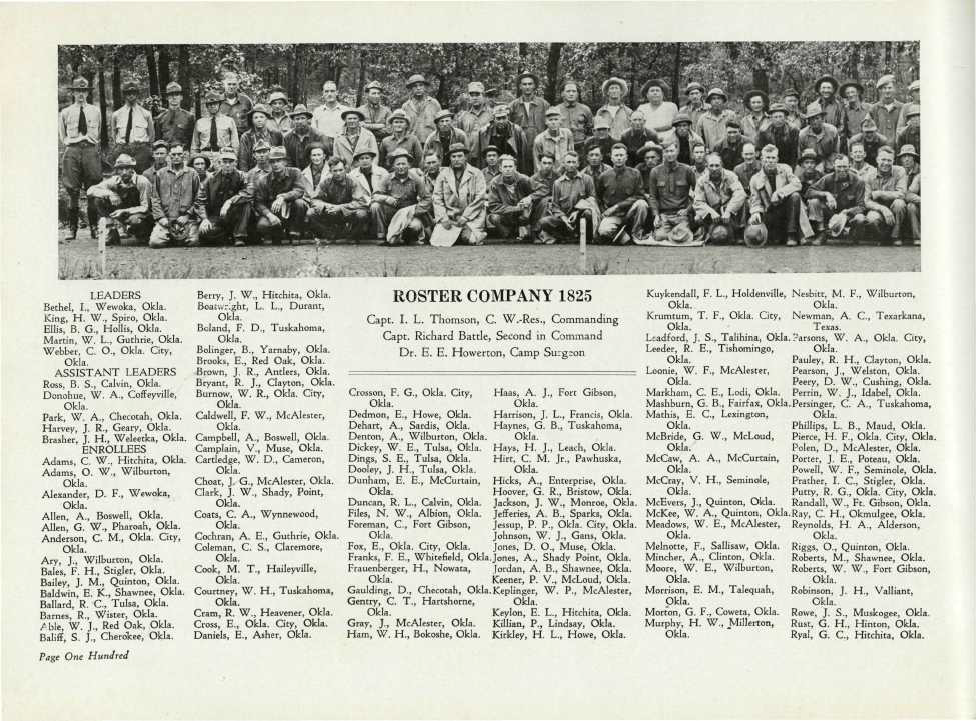 LEADERS
Bethel, I., Wewoka, Okla.
King, H. W., Spiro, Okla.
Ellis, B. G., Hollis, Okla.
Martin, W. L., Guthrie, Okla.
Webber, C. O., Okla. City,
Okla.
ASSISTANT LEADERS
Ross, B. S., Calvin, Okla.
Donohue, W. A., Coffeyville,
Okla.
Park, W. A., Checotah, Okla.
Harvey, J. R., Geary, Okla.
Brasher, J. H., Weleetka, Okla.
ENROLLEES
Adams, C. W., Hitchita, Okla.
Adams, O. W., Wilburton,
Okla.
Alexander, D. F., Wewoka,
Okla.
Allen, A., Boswell, Okla.
Allen, G. W., Pharoah, Okla.
Anderson, C. M., Okla. City,
Okla.
Ary, J., Wilburton, Okla.
Bales, F. H., Stigler, Okla.
Bailey, J. M., Quinton, Okla.
Baldwin, E. K., Shawnee, Okla.
Ballard, R. C., Tulsa, Okla.
Barnes, R., Wister, Okla.
Able, W. J., Red Oak, Okla.
Baliff, S. J., Cherokee, Okla.
Berry, J. W., Hitchita, Okla.
Boatwright, L. L., Durant,
Okla.
Boland, F. D., Tuskahoma,
Okla.
Bolinger, B., Yarnaby, Okla.
Brooks, E., Red Oak, Okla.
Brown, J. R., Antlers, Okla.
Bryant, R. J., Clayton, Okla.
Burnow, W. R., Okla. City,
Okla.
Caldwell, F. W., McAlester,
Okla.
Campbell, A., Boswell, Okla.
Camplain, V., Muse, Okla.
Cartledge, W. D., Cameron,
Okla.
Choat, J. G., McAlester, Okla.
Clark, J. W., Shady, Point,
Okla.
Coats, C. A., Wynnewood,
Okla.
Cochran, A. E., Guthrie, Okla.
Coleman, C. S., Claremore,
Okla.
Cook, M. T., Haileyville,
Okla.
Courtney, W. H., Tuskahoma,
Okla.
Cram, R. W., Heavener, Okla.
Cross, E., Okla. City, Okla.
Daniels, E., Asher, Okla.
ROSTER COMPANY 1825
Capt. I. L. Thomson, C. W.-Res., Commanding
Capt. Richard Battle, Second in Command
Dr. E. E. Howerton, Camp Surgeon
Crosson, F. G., Okla. City,
Okla.
Dedmon, E., Howe, Okla.
Dehart, A., Sardis, Okla.
Denton, A., Wilburton, Okla.
Dickey, W. E., Tulsa, Okla.
Dings, S. E., Tulsa, Okla.
Dooley, J. H., Tulsa, Okla.
Dunham, E. E., McCurtain,
Okla.
Duncan, R. L., Calvin, Okla.
Files, N. W., Albion, Okla.
Foreman, C., Fort Gibson,
Okla.
Fox, E., Okla. City, Okla.
Franks, F. E., Whitefield, Okla.
Frauenberger, H., Nowata,
Okla.
Gaulding, D., Checotah, Okla.
Gentry, C. T., Hartshorne,
Okla.
Gray, J., McAlester, Okla.
Ham, W. H., Bokoshe, Okla.
Haas, A. J., Fort Gibson,
Okla.
Harrison, J. L., Francis, Okla.
Haynes, G. B., Tuskahoma,
Okla.
Hays, H. J., Leach, Okla.
Hirt, C. M. Jr., Pawhuska,
Okla.
Hicks, A., Enterprise, Okla.
Hoover, G. R., Bristow, Okla.
Jackson, J. W., Monroe, Okla.
Jefferies, A. B., Sparks, Okla.
Jessup, P. P., Okla. City, Okla.
Johnson, W. J., Gans, Okla.
Jones, D. O., Muse, Okla.
Jones, A., Shady Point, Okla.
Jordan, A. B., Shawnee, Okla.
Keener, P. V., McLoud, Okla.
Keplinger, W. P., McAlester,
Okla.
Keylon, E. L., Hitchita, Okla.
Killian, P., Lindsay, Okla.
Kirkley, H. L., Howe, Okla.
Kuykendall, F. L., Holdenville,
Okla.
Krumtum, T. F., Okla. City,
Okla.
Leadford, J. S., Talihina, Okla.
Leeder, R. E., Tishomingo,
Okla.
Loonie, W. F., McAlester,
Okla.
Markham, C. E., Lodi, Okla.
Mashburn, G. B., Fairfax, Okla.
Mathis, E. C., Lexington,
Okla.
McBride, G. W., McLoud,
Okla.
McCaw, A. A., McCurtain,
Okla.
McCray, V. H., Seminole,
Okla.
McEvers, J., Quinton, Okla.
McKee, W. A., Quinton, Okla.
Meadows, W. E., McAlester,
Okla.
Melnotte, F., Sallisaw, Okla.
Mincher, A., Clinton, Okla.
Moore, W. E., Wilburton,
Okla.
Morrison, E. M., Talequah,
Okla.
Morton, G. F., Coweta, Okla.
Murphy, H. W., Millerton,
Okla.
Nesbitt, M. F., Wilburton,
Okla.
Newman, A. C., Texarkana,
Texas.
Parsons, W. A., Okla. City,
Okla.
Pauley, R. H., Clayton, Okla.
Pearson, J., Welston, Okla.
Peery, D. W., Cushing, Okla.
Perrin, W. J., Idabel, Okla.
Persinger, C. A., Tuskahoma,
Okla.
Phillips, L. B., Maud, Okla.
Pierce, H. F., Okla. City, Okla.
Polen, D., McAlester, Okla.
Porter, J. E., Poteau, Okla.
Powell, W. F., Seminole, Okla.
Prather, I. C., Stigler, Okla.
Putty, R. G., Okla. City, Okla.
Randall, W., Ft. Gibson, Okla.
Ray, C. H., Okmulgee, Okla.
Reynolds, H. A., Alderson,
Okla.
Riggs, O., Quinton, Okla.
Roberts, M., Shawnee, Okla.
Roberts, W. W., Fort Gibson,
Okla.
Robinson, J. H., Valliant,
Okla.
Rowe, J. S., Muskogee, Okla.
Rust, G. H., Hinton, Okla.
Ryal, G. C., Hitchita, Okla.
Page One Hundred